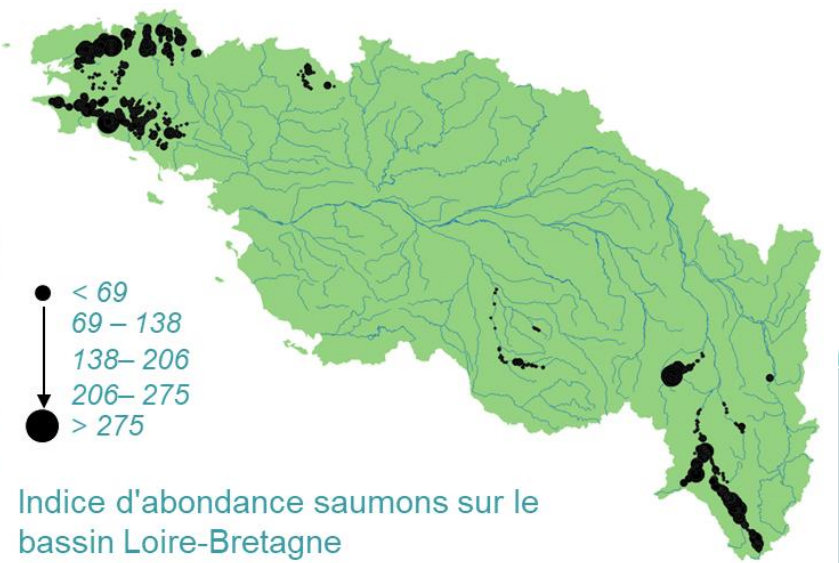 < 69
69 – 138
138– 206
206– 275
> 275
Indice d'abondance saumons sur le
bassin Loire-Bretagne